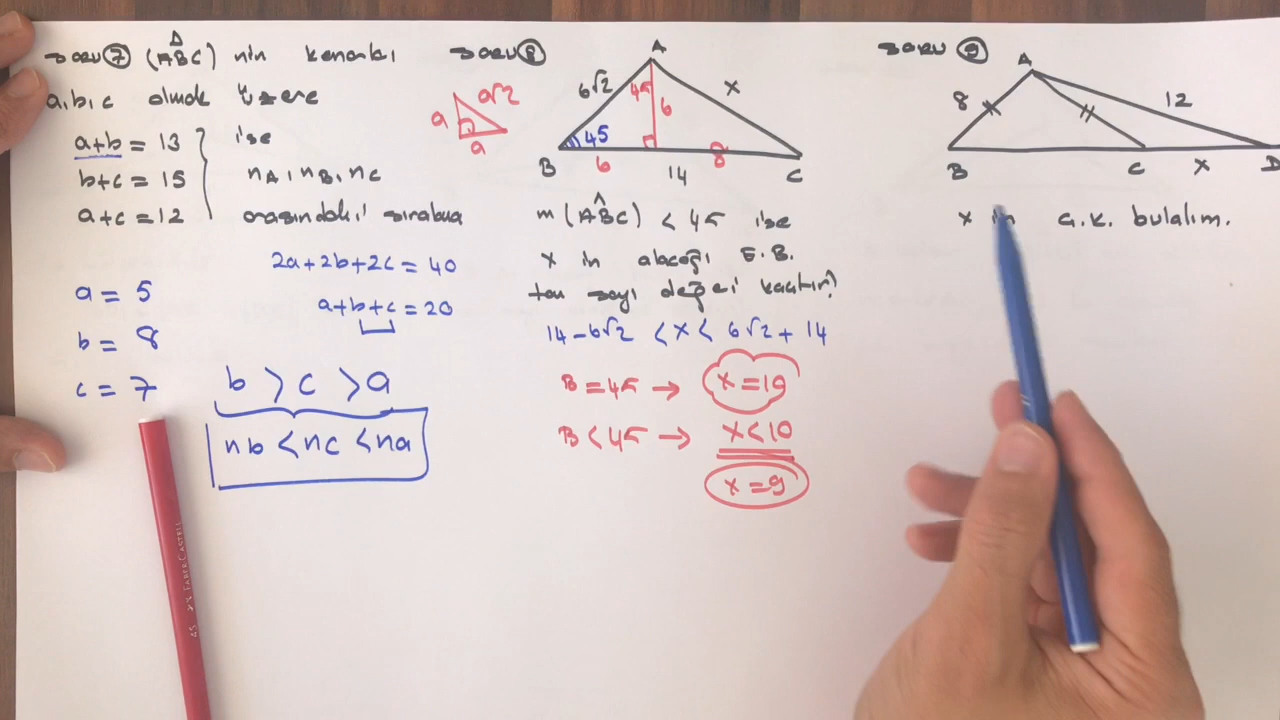 SORU 7 (ABC) nin kenarları
a, b, c olmak üzere
a+b = 13
b+c = 15
a+c = 12
ise
nA, nB, nC
arasındaki sıralama
2a+2b+2c = 40
a+b+c = 20
a = 5
b = 8
c = 7
b > c > a
nb < nc < na
SORU 8
a
a√2
a
A
6√2
45
6
x
45
B
6
14
8
C
m(ABC) < 45 ise
x in alacağı E.B.
tam sayı değeri kaçtır?
14-6√2 < x < 6√2 + 14
B = 45 → x = 10
B < 45 → x < 10
x = 9
SORU 9
A
8
12
B
C
x
D
x in G.K. bulalım.
FABER CASTELL